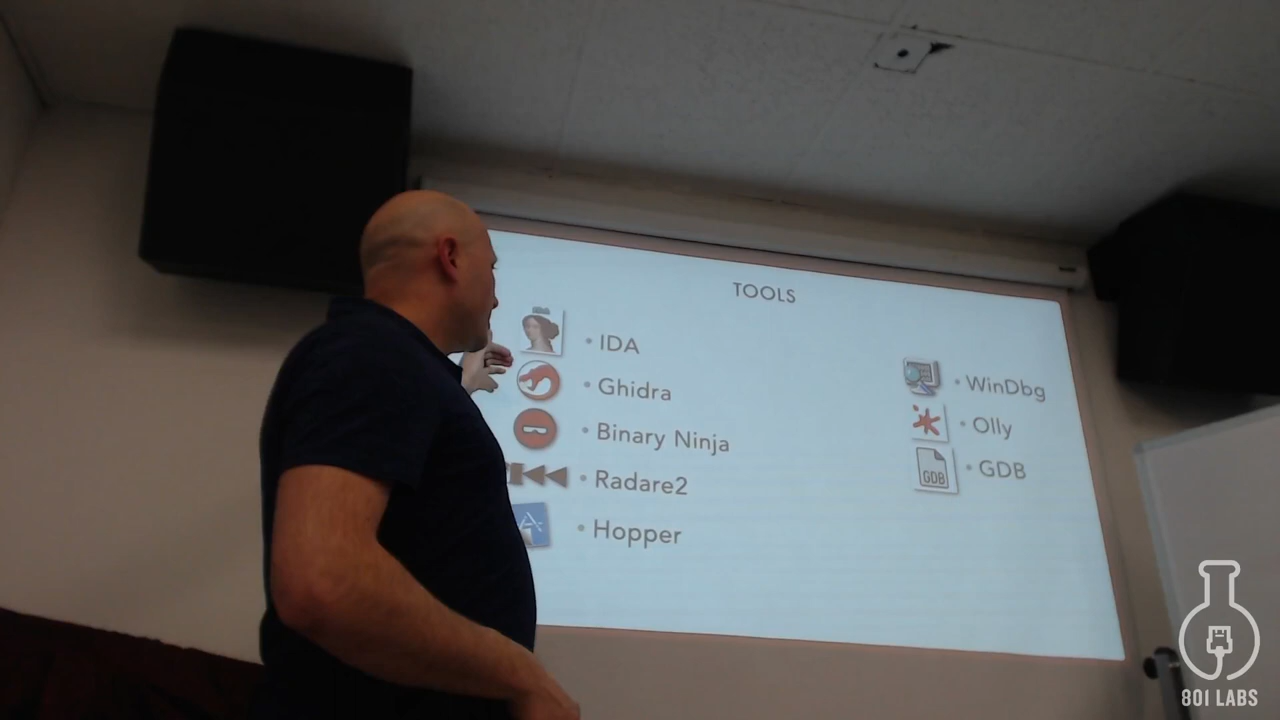 TOOLS
• IDA
• Ghidra
• Binary Ninja
• Radare2
• Hopper
• WinDbg
• Olly
• GDB
GDB
801 LABS